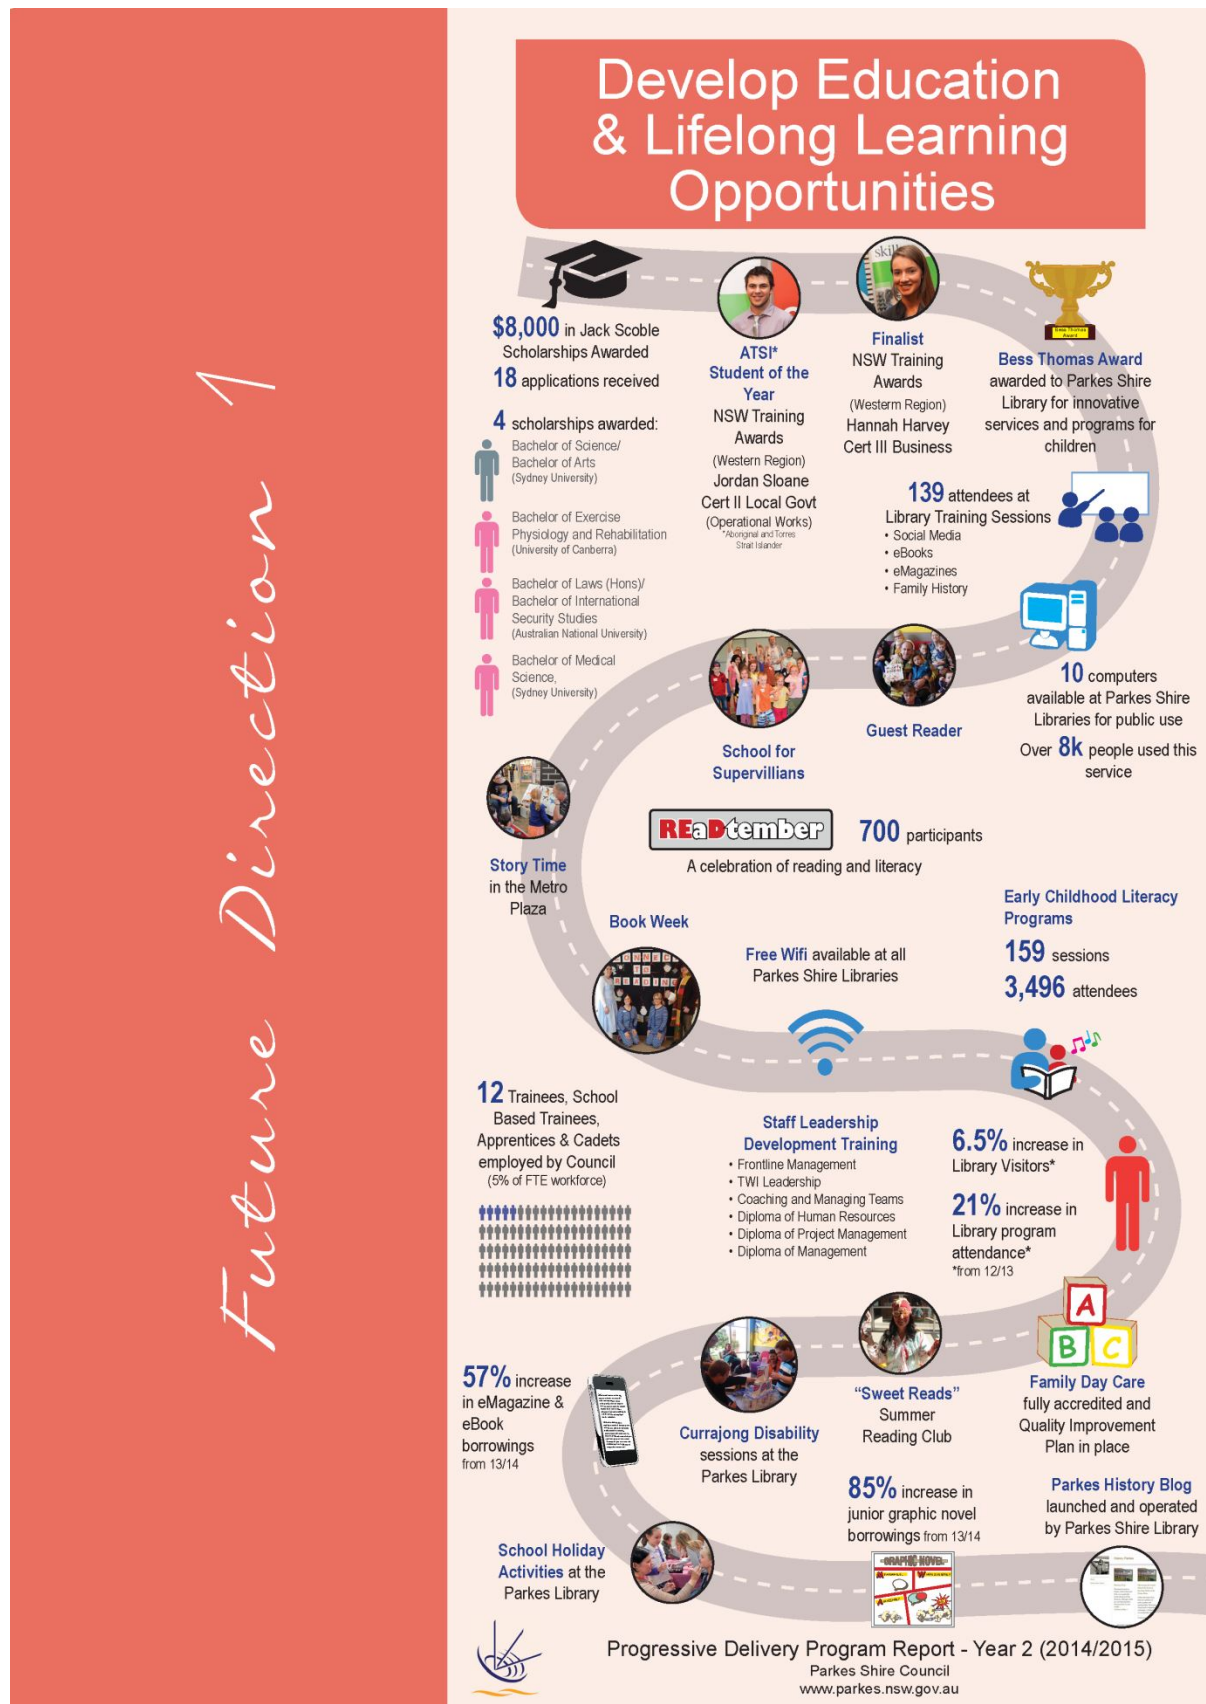 Future Direction 1
Develop Education
& Lifelong Learning
Opportunities
$8,000 in Jack Scoble
Scholarships Awarded
18 applications received
4 scholarships awarded:
Bachelor of Science/
Bachelor of Arts
(Sydney University)
Bachelor of Exercise
Physiology and Rehabilitation
(University of Canberra)
Bachelor of Laws (Hons)/
Bachelor of International
Security Studies
(Australian National University)
Bachelor of Medical
Science,
(Sydney University)
ATSI*
Student of the
Year
NSW Training
Awards
(Western Region)
Jordan Sloane
Cert II Local Govt
(Operational Works)
*Aboriginal and Torres
Strait Islander
skill
Finalist
NSW Training
Awards
(Westerm Region)
Hannah Harvey
Cert III Business
Bess Thomas
Award
Bess Thomas Award
awarded to Parkes Shire
Library for innovative
services and programs for
children
139 attendees at
Library Training Sessions
• Social Media
• eBooks
• eMagazines
• Family History
10 computers
available at Parkes Shire
Libraries for public use
Over 8k people used this
service
Guest Reader
School for
Supervillians
Story Time
in the Metro
Plaza
REaDtember
700 participants
A celebration of reading and literacy
Book Week
CONNECT
TO
READING
Free Wifi available at all
Parkes Shire Libraries
Early Childhood Literacy
Programs
159 sessions
3,496 attendees
12 Trainees, School
Based Trainees,
Apprentices & Cadets
employed by Council
(5% of FTE workforce)
Staff Leadership
Development Training
• Frontline Management
• TWI Leadership
• Coaching and Managing Teams
• Diploma of Human Resources
• Diploma of Project Management
• Diploma of Management
6.5% increase in
Library Visitors*
21% increase in
Library program
attendance*
*from 12/13
A
B C
Family Day Care
fully accredited and
Quality Improvement
Plan in place
"Sweet Reads"
Summer
Reading Club
Currajong Disability
sessions at the
Parkes Library
57% increase
in eMagazine &
eBook
borrowings
from 13/14
85% increase in
junior graphic novel
borrowings from 13/14
GRAPHIC NOVEL
Parkes History Blog
launched and operated
by Parkes Shire Library
School Holiday
Activities at the
Parkes Library
Progressive Delivery Program Report - Year 2 (2014/2015)
Parkes Shire Council
www.parkes.nsw.gov.au